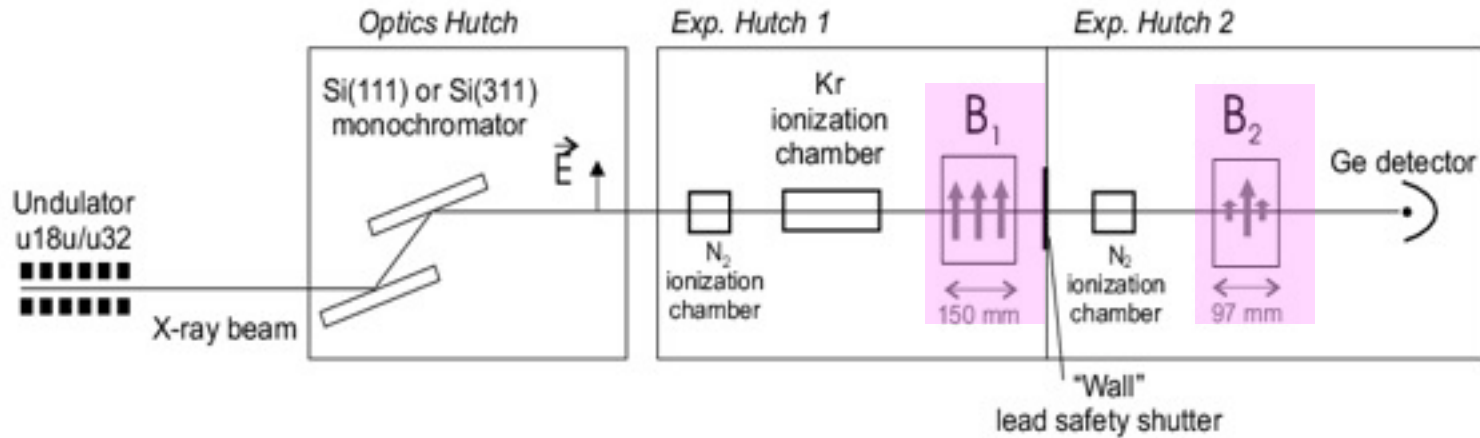 Optics Hutch
Exp. Hutch 1
Exp. Hutch 2
Si(111) or Si(311)
monochromator
E
Kr
ionization
chamber
B1
B2
Ge detector
Undulator
u18u/u32
X-ray beam
N2
ionization
chamber
150 mm
N2
ionization
chamber
97 mm
"Wall"
lead safety shutter